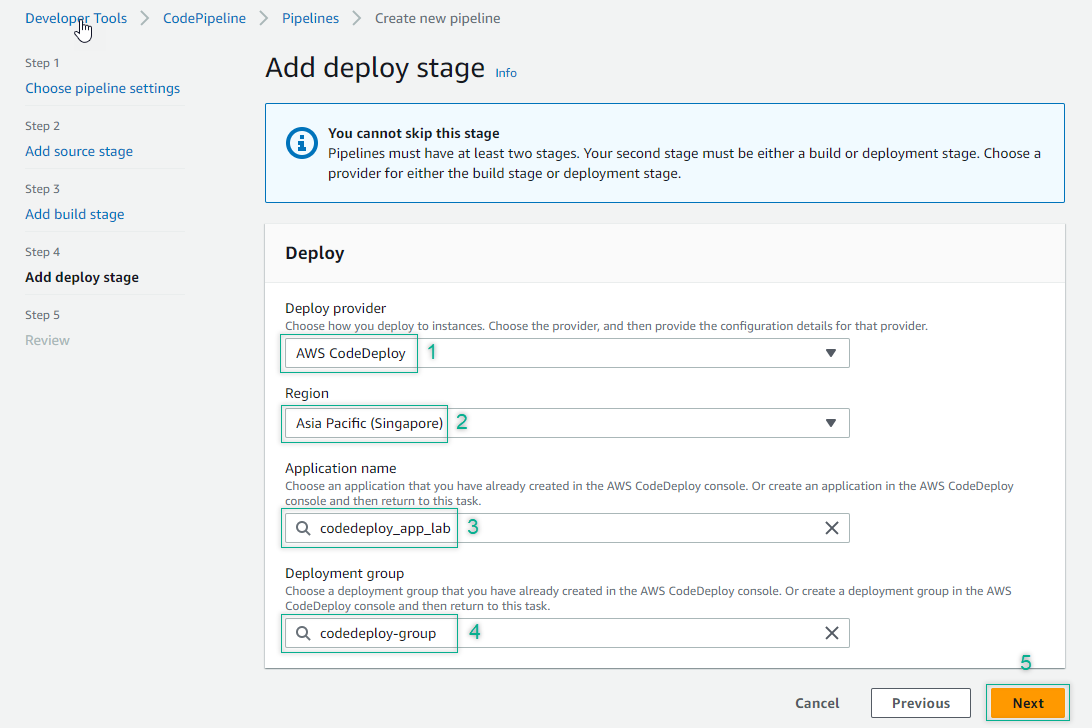 Developer Tools > CodePipeline > Pipelines > Create new pipeline
Step 1
Choose pipeline settings
Step 2
Add source stage
Step 3
Add build stage
Step 4
Add deploy stage
Step 5
Review
Add deploy stage Info
You cannot skip this stage
Pipelines must have at least two stages. Your second stage must be either a build or deployment stage. Choose a
provider for either the build stage or deployment stage.
Deploy
Deploy provider
Choose how you deploy to instances. Choose the provider, and then provide the configuration details for that provider.
AWS CodeDeploy 1
Region
Asia Pacific (Singapore) 2
Application name
Choose an application that you have already created in the AWS CodeDeploy console. Or create an application in the AWS CodeDeploy
console and then return to this task.
codedeploy_app_lab 3
Deployment group
Choose a deployment group that you have already created in the AWS CodeDeploy console. Or create a deployment group in the AWS
CodeDeploy console and then return to this task.
codedeploy-group 4
5
Cancel Previous Next